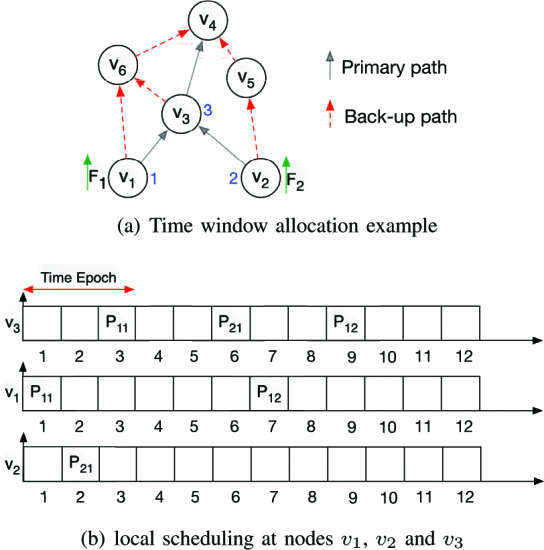 V4
V6
V5
Primary path
V3 3
Back-up path
F1 V1 1 2 V2 F2
(a) Time window allocation example
Time Epoch
V3 P11 P21 P12
1 2 3 4 5 6 7 8 9 10 11 12
V1 P11 P12
1 2 3 4 5 6 7 8 9 10 11 12
V2 P21
1 2 3 4 5 6 7 8 9 10 11 12
(b) local scheduling at nodes v1, v2 and v3